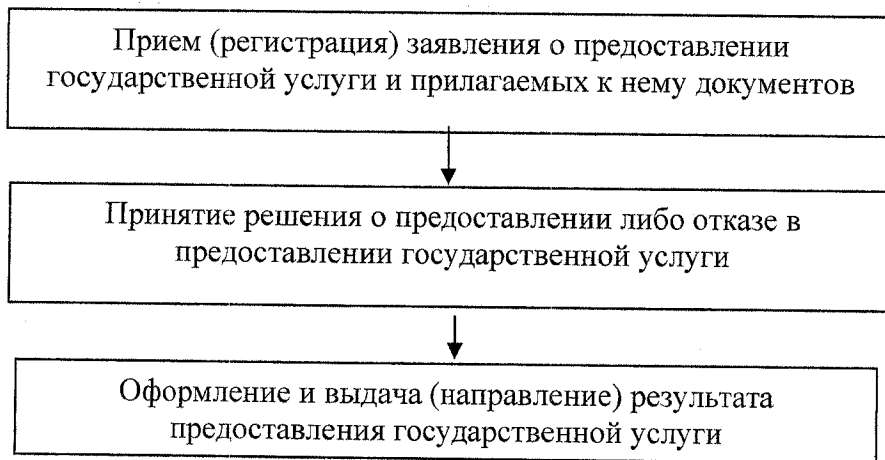 Прием (регистрация) заявления о предоставлении
государственной услуги и прилагаемых к нему документов
Принятие решения о предоставлении либо отказе в
предоставлении государственной услуги
Оформление и выдача (направление) результата
предоставления государственной услуги